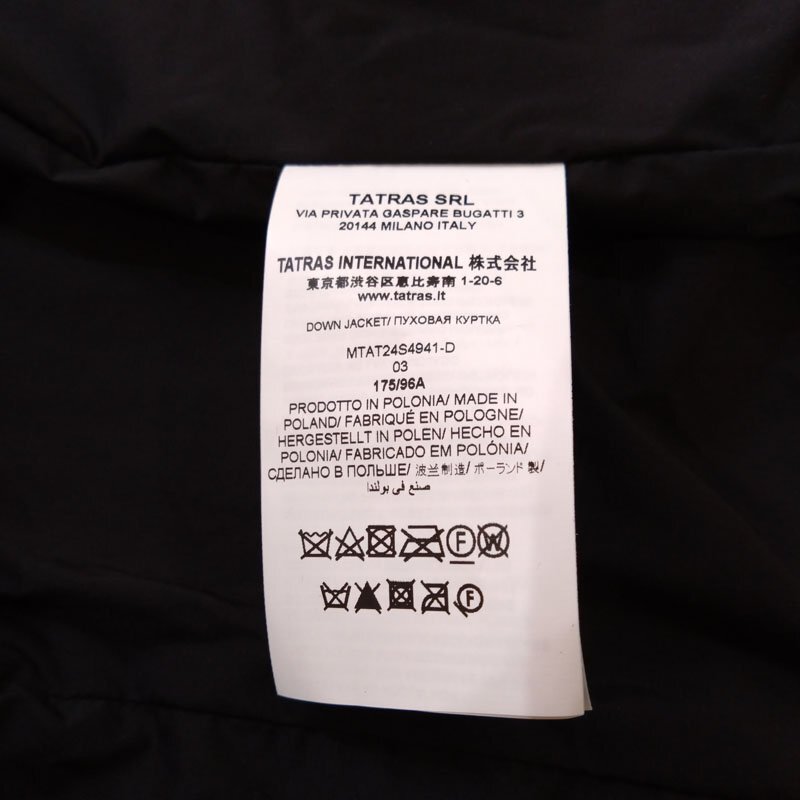 TATRAS SRL
VIA PRIVATA GASPARE BUGATTI 3
20144 MILANO ITALY
TATRAS INTERNATIONAL 株式会社
東京都渋谷区恵比寿南 1-20-6
www.tatras.it
DOWN JACKET/ ПУХОВАЯ КУРТКА
MTAT24S4941-D
03
175/96A
PRODOTTO IN POLONIA/ MADE IN
POLAND/ FABRIQUÉ EN POLOGNE/
HERGESTELLT IN POLEN/ HECHO EN
POLONIA/ FABRICADO EM POLÓNIA/
СДЕЛАНО В ПОЛЬШЕ/ 波兰制造/ ポーランド 製/
صنع في بولندا
F W
F